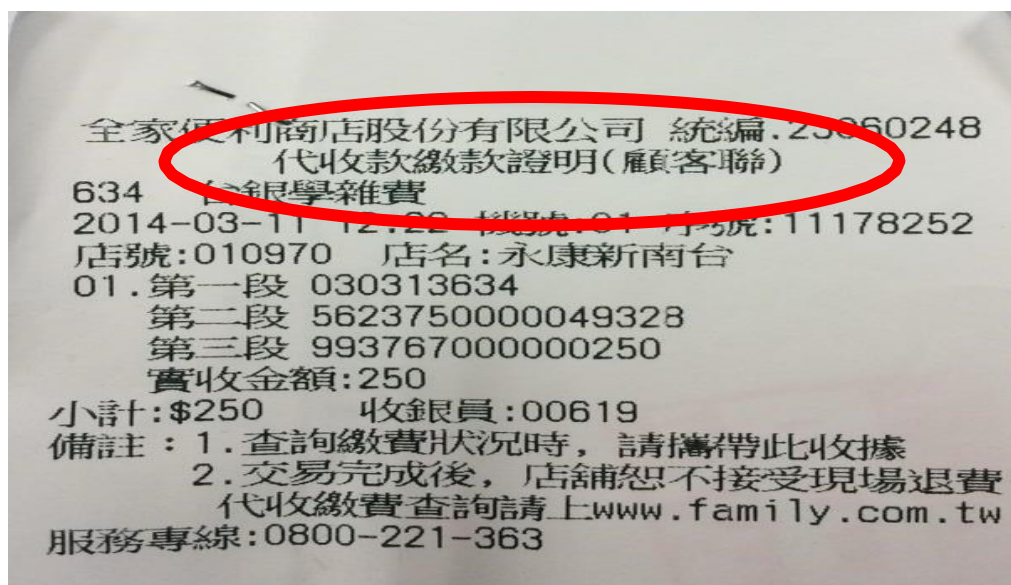 全家便利商店股份有限公司 統編.23060248
代收款繳款證明(顧客聯)
634 台銀學雜費
2014-03-11 12:22 機號:01 序號:11178252
店號:010970 店名:永康新南台
01.第一段 030313634
第二段 5623750000049328
第三段 993767000000250
實收金額:250
小計:$250 收銀員:00619
備註:1.查詢繳費狀況時, 請攜帶此收據
2.交易完成後, 店舖恕不接受現場退費
代收繳費查詢請上www.family.com.tw
服務專線:0800-221-363